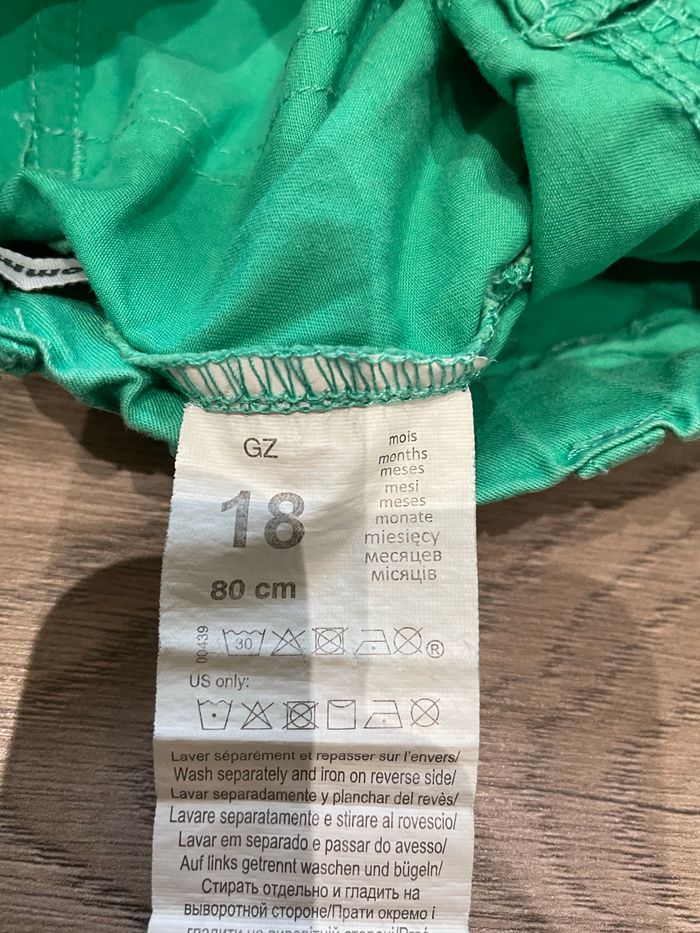 GZ
18
80 cm
mois
months
meses
mesi
meses
monate
miesięcy
месяцев
місяців
00439
30
®
US only:
Laver séparément et repasser sur l'envers/
Wash separately and iron on reverse side/
Lavar separadamente y planchar del revès/
Lavare separatamente e stirare al rovescio/
Lavar em separado e passar do avesso/
Auf links getrennt waschen und bügeln/
Стирать отдельно и гладить на
выворотной стороне/Прати окремо і